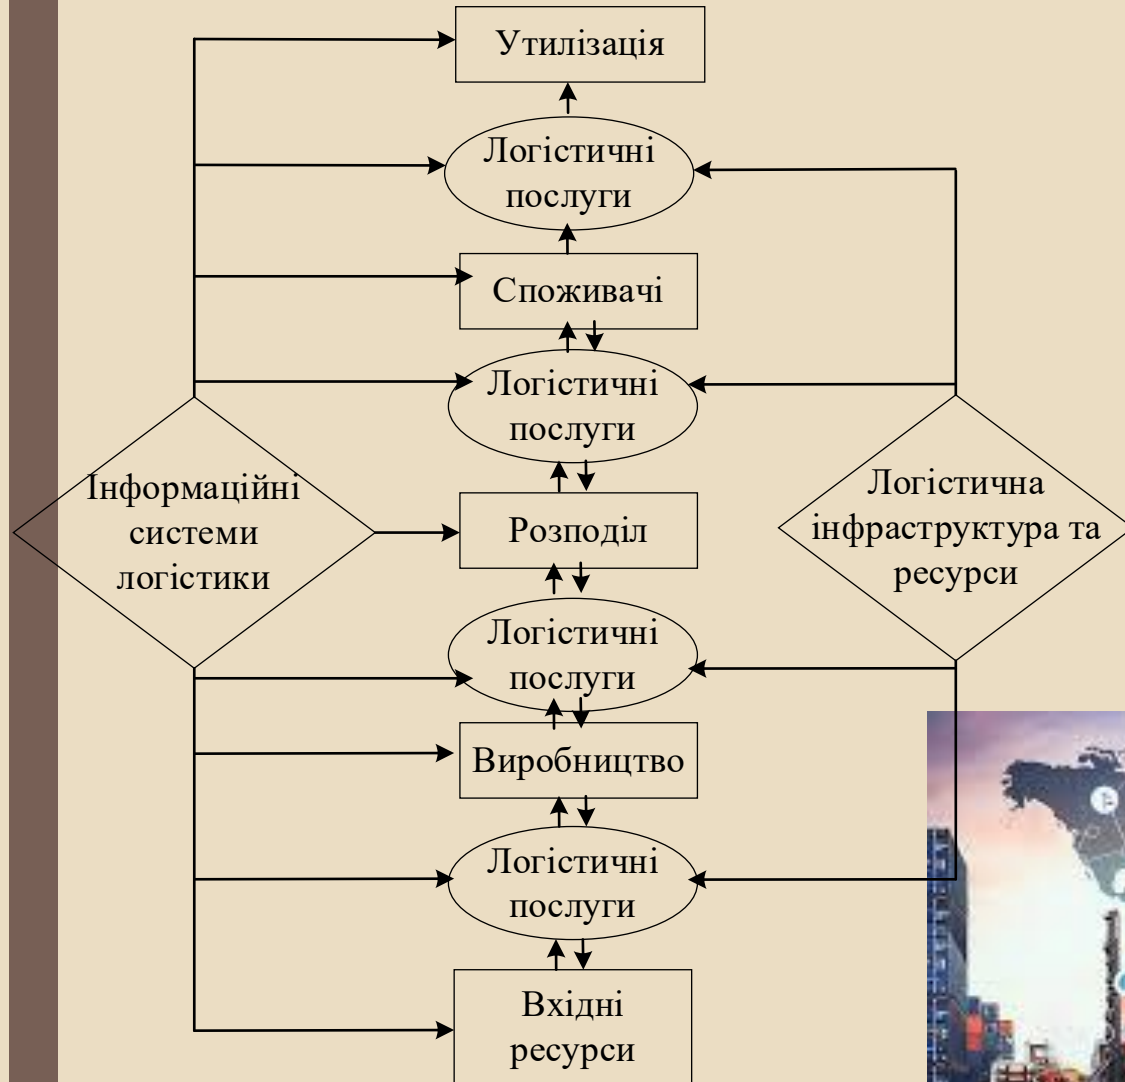 Утилізація
Логістичні
послуги
Споживачі
Логістичні
послуги
Інформаційні
системи
логістики
Розподіл
Логістична
інфраструктура та
ресурси
Логістичні
послуги
Виробництво
Логістичні
послуги
Вхідні
ресурси